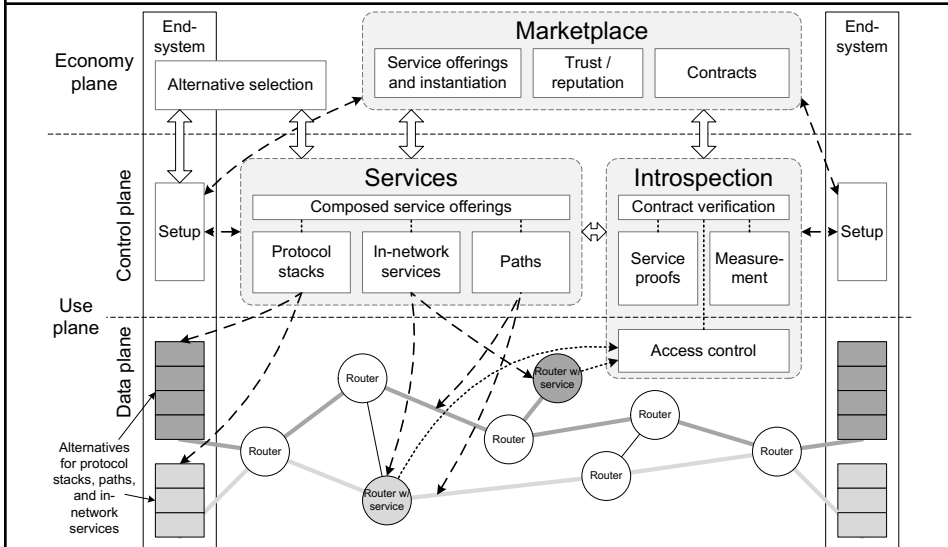 End-
system
Marketplace
End-
system
Economy
plane
Alternative selection
Service offerings
and instantiation
Trust /
reputation
Contracts
Control plane
Setup
Services
Composed service offerings
Protocol
stacks
In-network
services
Paths
Introspection
Contract verification
Service
proofs
Measure-
ment
Setup
Use
plane
Data plane
Access control
Router
Router w/
service
Router
Router
Router
Router
Router
Router w/
service
Router
Alternatives
for protocol
stacks, paths,
and in-
network
services